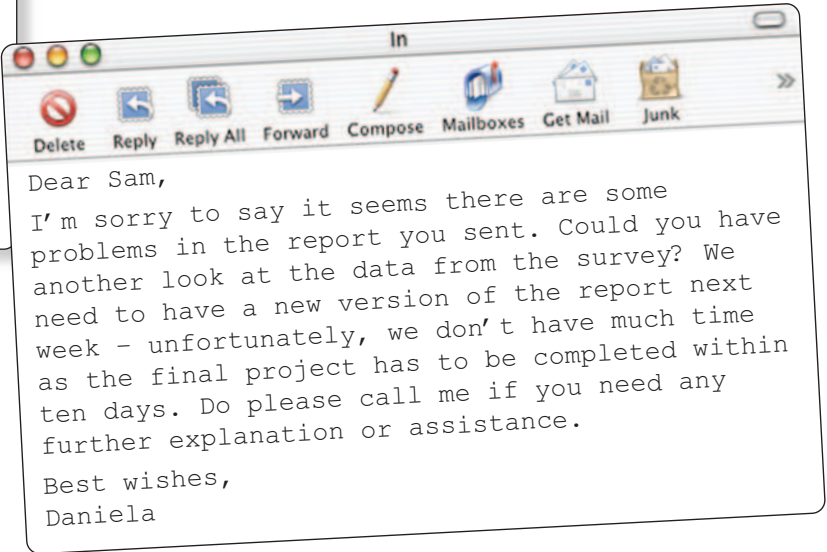 In
Delete Reply Reply All Forward Compose Mailboxes Get Mail Junk
Dear Sam,
I'm sorry to say it seems there are some
problems in the report you sent. Could you have
another look at the data from the survey? We
need to have a new version of the report next
week – unfortunately, we don't have much time
as the final project has to be completed within
ten days. Do please call me if you need any
further explanation or assistance.
Best wishes,
Daniela